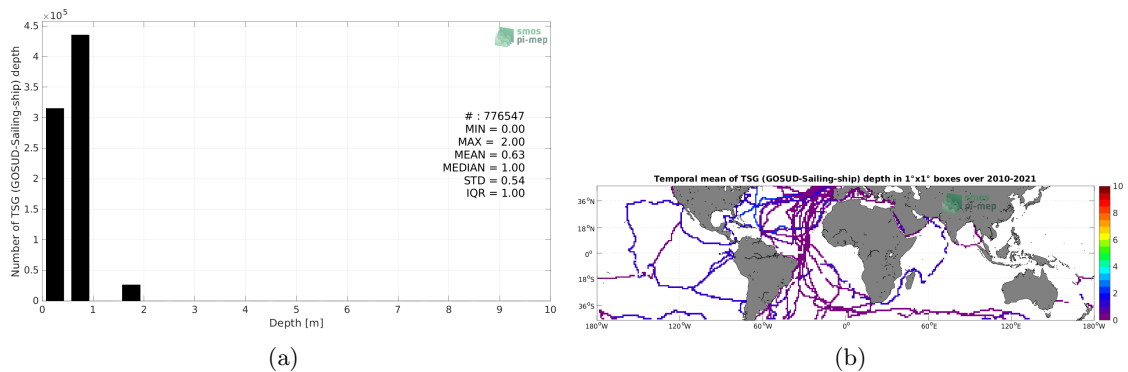 ×10⁵
4.5
4
3.5
3
2.5
2
1.5
1
0.5
0
Number of TSG (GOSUD-Sailing-ship) depth
smos
pi-mep
# : 776547
MIN = 0.00
MAX = 2.00
MEAN = 0.63
MEDIAN = 1.00
STD = 0.54
IQR = 1.00
0 1 2 3 4 5 6 7 8 9 10
Depth [m]
(a)
Temporal mean of TSG (GOSUD-Sailing-ship) depth in 1°x1° boxes over 2010-2021
smos
pi-mep
36°N
18°N
0°
18°S
36°S
180°W 120°W 60°W 0° 60°E 120°E 180°W
10
8
6
4
2
0
(b)